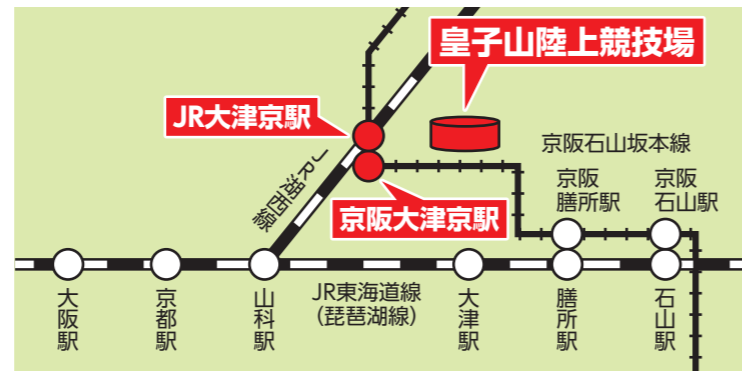 皇子山陸上競技場
JR大津京駅
京阪石山坂本線
JR湖西線
京阪
膳所駅
京阪
石山駅
京阪大津京駅
大阪駅
京都駅
山科駅
JR東海道線
(琵琶湖線)
大津駅
膳所駅
石山駅